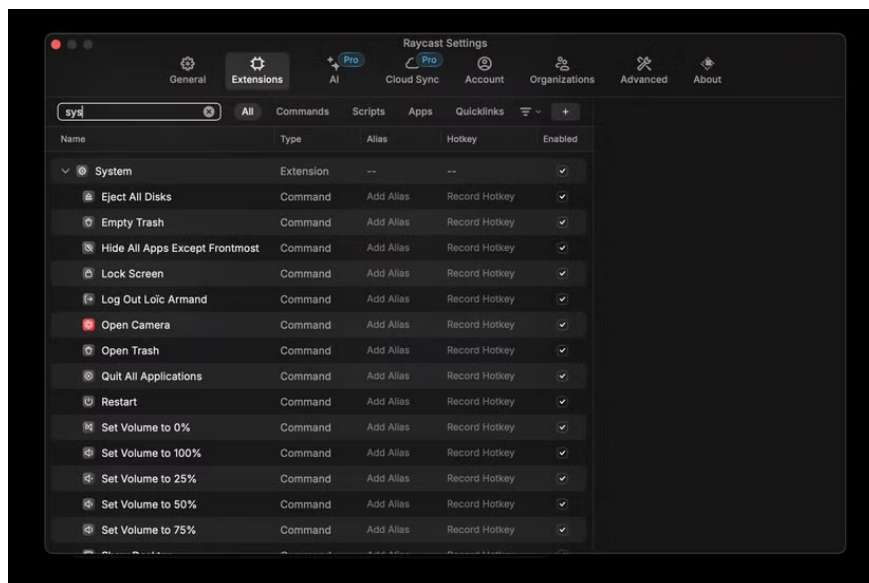 Raycast Settings
General Extensions Pro AI Pro Cloud Sync Account Organizations Advanced About
sys All Commands Scripts Apps Quicklinks +
Name Type Alias Hotkey Enabled
System Extension -- --
Eject All Disks Command Add Alias Record Hotkey
Empty Trash Command Add Alias Record Hotkey
Hide All Apps Except Frontmost Command Add Alias Record Hotkey
Lock Screen Command Add Alias Record Hotkey
Log Out Loïc Armand Command Add Alias Record Hotkey
Open Camera Command Add Alias Record Hotkey
Open Trash Command Add Alias Record Hotkey
Quit All Applications Command Add Alias Record Hotkey
Restart Command Add Alias Record Hotkey
Set Volume to 0% Command Add Alias Record Hotkey
Set Volume to 100% Command Add Alias Record Hotkey
Set Volume to 25% Command Add Alias Record Hotkey
Set Volume to 50% Command Add Alias Record Hotkey
Set Volume to 75% Command Add Alias Record Hotkey